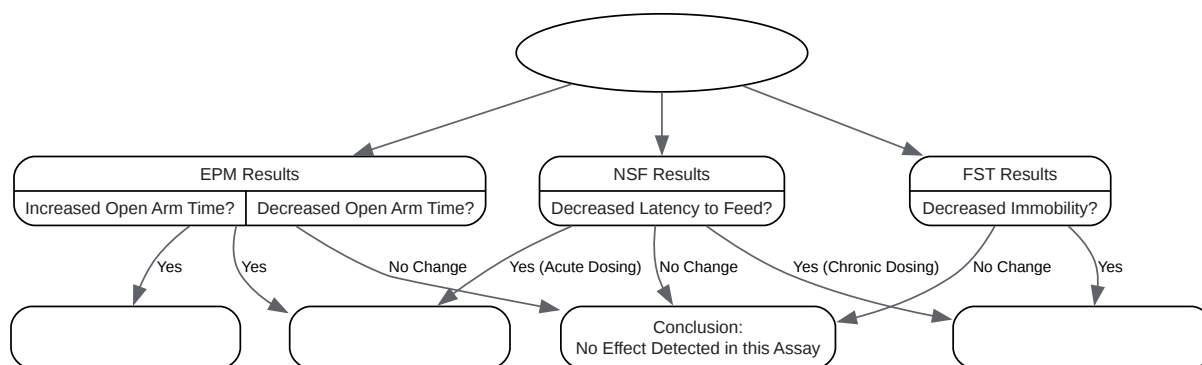 EPM Results
Increased Open Arm Time?
Decreased Open Arm Time?
NSF Results
Decreased Latency to Feed?
FST Results
Decreased Immobility?
Yes
Yes
No Change
Yes (Acute Dosing)
No Change
Yes (Chronic Dosing)
No Change
Yes
Conclusion:
No Effect Detected in this Assay